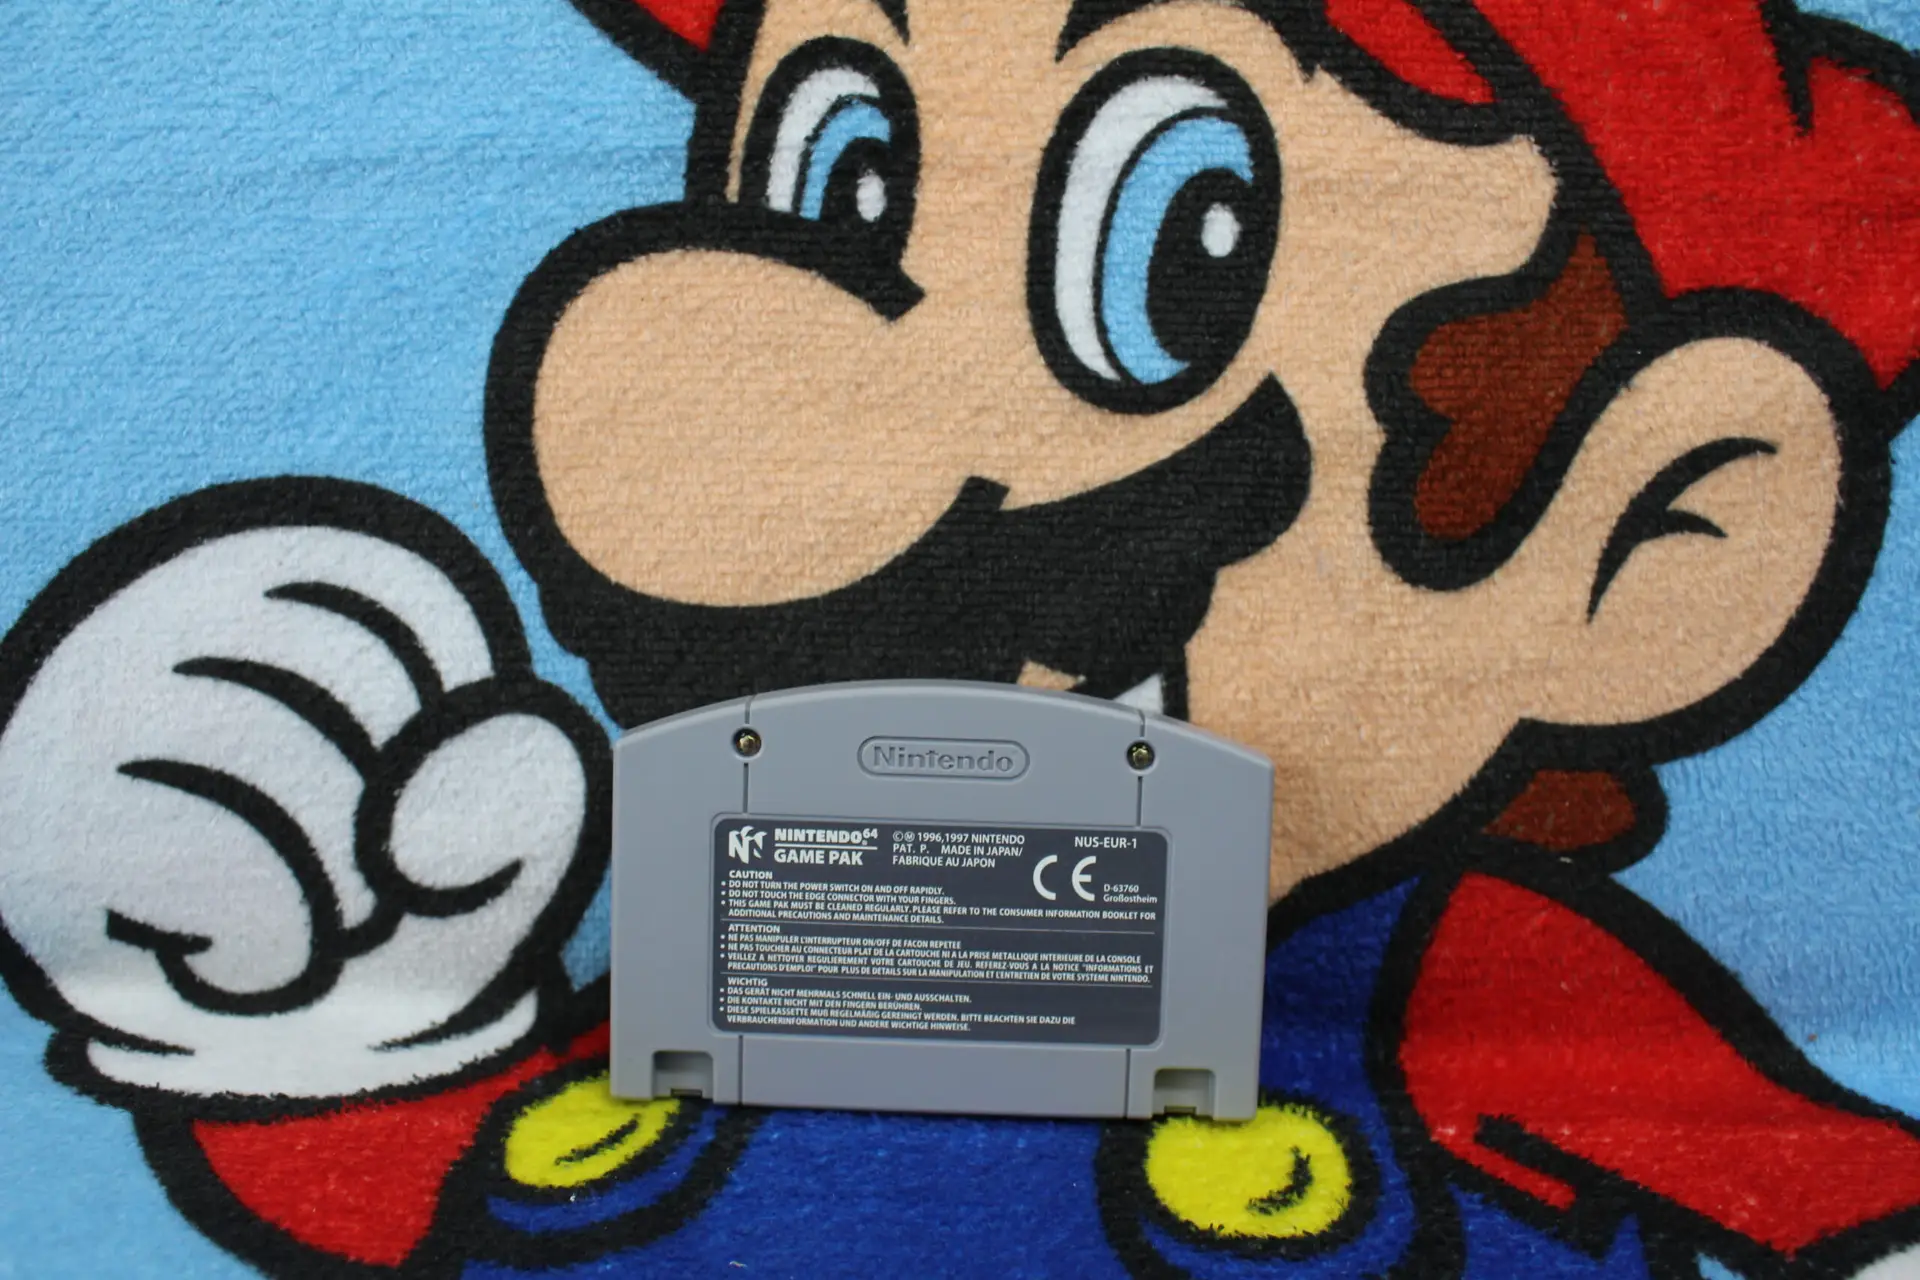 Nintendo
NINTENDO64
GAME PAK
©Ⓜ 1996,1997 NINTENDO
PAT. P. MADE IN JAPAN/
FABRIQUE AU JAPON
NUS-EUR-1
CE
D-63760
Großostheim
CAUTION
• DO NOT TURN THE POWER SWITCH ON AND OFF RAPIDLY.
• DO NOT TOUCH THE EDGE CONNECTOR WITH YOUR FINGERS.
• THIS GAME PAK MUST BE CLEANED REGULARLY. PLEASE REFER TO THE CONSUMER INFORMATION BOOKLET FOR
ADDITIONAL PRECAUTIONS AND MAINTENANCE DETAILS.
ATTENTION
• NE PAS MANIPULER L'INTERRUPTEUR ON/OFF DE FACON REPETEE
• NE PAS TOUCHER AU CONNECTEUR PLAT DE LA CARTOUCHE NI A LA PRISE METALLIQUE INTERIEURE DE LA CONSOLE
• VEILLEZ A NETTOYER REGULIEREMENT VOTRE CARTOUCHE DE JEU. REFEREZ-VOUS A LA NOTICE "INFORMATIONS ET
PRECAUTIONS D'EMPLOI" POUR PLUS DE DETAILS SUR LA MANIPULATION ET L'ENTRETIEN DE VOTRE SYSTEME NINTENDO.
WICHTIG
• DAS GERÄT NICHT MEHRMALS SCHNELL EIN- UND AUSSCHALTEN.
• DIE KONTAKTE NICHT MIT DEN FINGERN BERÜHREN.
• DIESE SPIELKASSETTE MUß REGELMÄßIG GEREINIGT WERDEN. BITTE BEACHTEN SIE DAZU DIE
VERBRAUCHERINFORMATION UND ANDERE WICHTIGE HINWEISE.